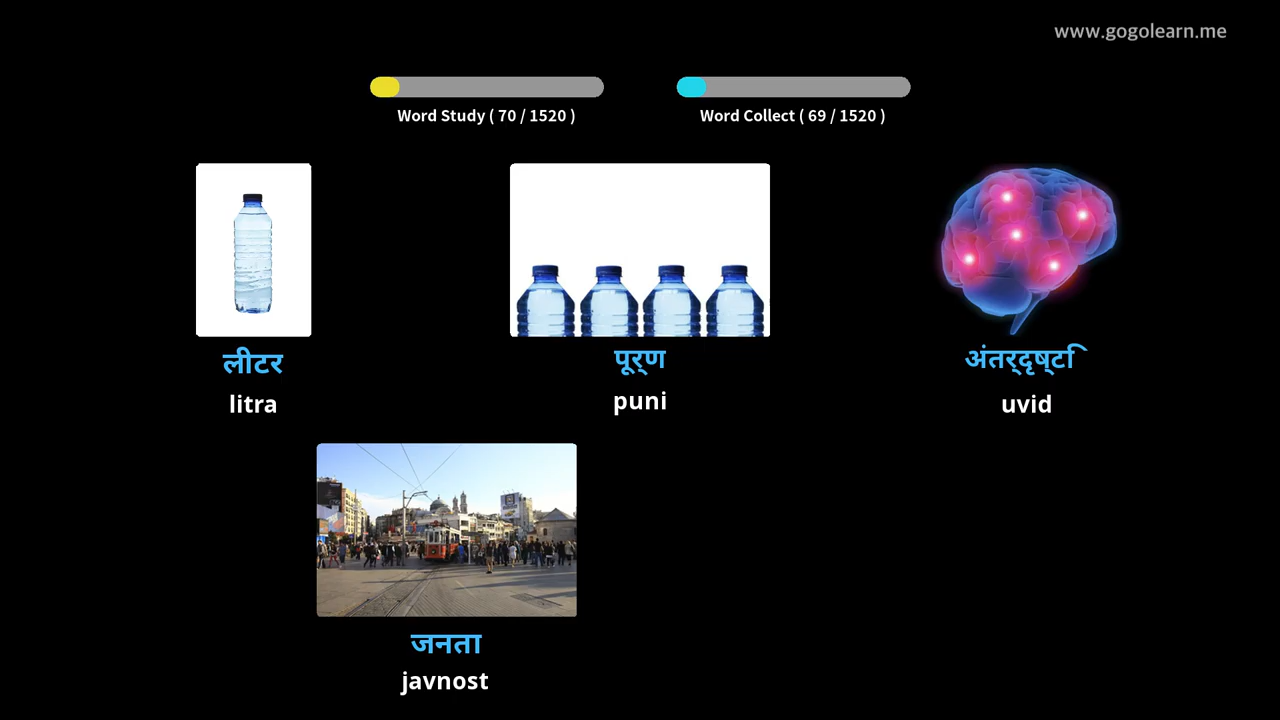 www.gogolearn.me
Word Study ( 70 / 1520 )
Word Collect ( 69 / 1520 )
लीटर
litra
पूर्ण
puni
अंतर्दृष्टि
uvid
जनता
javnost